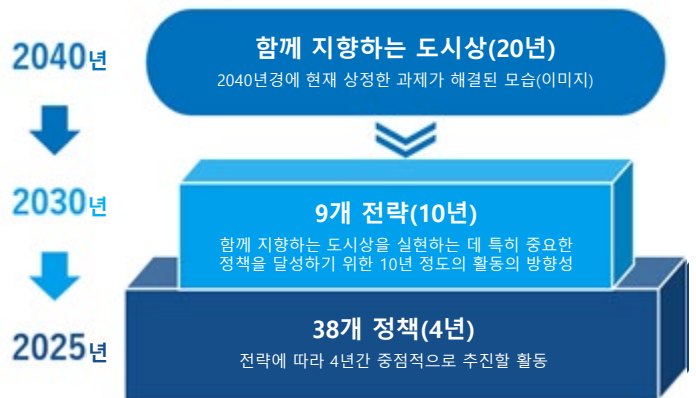 2040년
함께 지향하는 도시상(20년)
2040년경에 현재 상정한 과제가 해결된 모습(이미지)
2030년
9개 전략(10년)
함께 지향하는 도시상을 실현하는 데 특히 중요한
정책을 달성하기 위한 10년 정도의 활동의 방향성
2025년
38개 정책(4년)
전략에 따라 4년간 중점적으로 추진할 활동